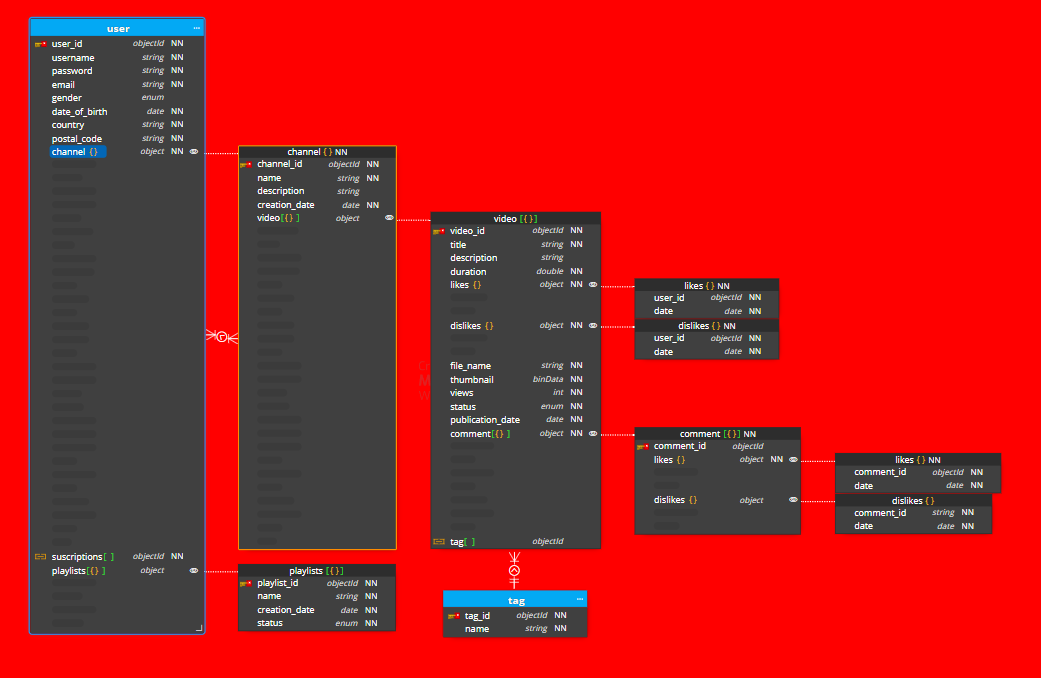 user ...
user_id objectId NN
username string NN
password string NN
email string NN
gender enum
date_of_birth date NN
country string NN
postal_code string NN
channel {} object NN
suscriptions[ ] objectId NN
playlists[{} ] object
channel {} NN
channel_id objectId NN
name string NN
description string
creation_date date NN
video[{} ] object
playlists [{}]
playlist_id objectId NN
name string NN
creation_date date NN
status enum NN
video [{}]
video_id objectId NN
title string NN
description string
duration double NN
likes {} object NN
dislikes {} object NN
file_name string NN
thumbnail binData NN
views int NN
status enum NN
publication_date date NN
comment[{} ] object NN
tag[ ] objectId
tag ...
tag_id objectId NN
name string NN
likes {} NN
user_id objectId NN
date date NN
dislikes {} NN
user_id objectId NN
date date NN
comment [{}] NN
comment_id objectId
likes {} object NN
dislikes {} object
likes {} NN
comment_id objectId NN
date date NN
dislikes {}
comment_id string NN
date date NN